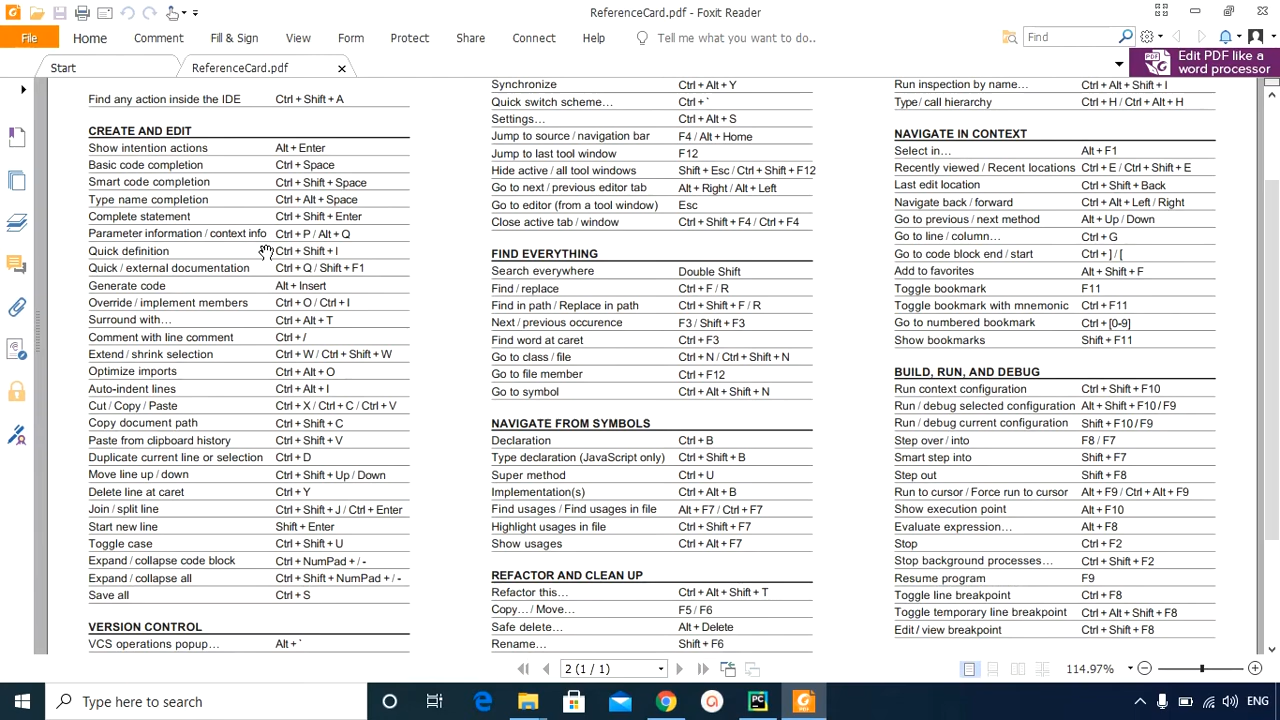 ReferenceCard.pdf - Foxit Reader
File
Home
Comment
Fill & Sign
View
Form
Protect
Share
Connect
Help
Tell me what you want to do..
Find
Start
ReferenceCard.pdf
Edit PDF like a
word processor
Find any action inside the IDE Ctrl + Shift + A
CREATE AND EDIT
Show intention actions Alt + Enter
Basic code completion Ctrl + Space
Smart code completion Ctrl + Shift + Space
Type name completion Ctrl + Alt + Space
Complete statement Ctrl + Shift + Enter
Parameter information / context info Ctrl + P / Alt + Q
Quick definition Ctrl + Shift + I
Quick / external documentation Ctrl + Q / Shift + F1
Generate code Alt + Insert
Override / implement members Ctrl + O / Ctrl + I
Surround with… Ctrl + Alt + T
Comment with line comment Ctrl + /
Extend / shrink selection Ctrl + W / Ctrl + Shift + W
Optimize imports Ctrl + Alt + O
Auto-indent lines Ctrl + Alt + I
Cut / Copy / Paste Ctrl + X / Ctrl + C / Ctrl + V
Copy document path Ctrl + Shift + C
Paste from clipboard history Ctrl + Shift + V
Duplicate current line or selection Ctrl + D
Move line up / down Ctrl + Shift + Up / Down
Delete line at caret Ctrl + Y
Join / split line Ctrl + Shift + J / Ctrl + Enter
Start new line Shift + Enter
Toggle case Ctrl + Shift + U
Expand / collapse code block Ctrl + NumPad + / -
Expand / collapse all Ctrl + Shift + NumPad + / -
Save all Ctrl + S
VERSION CONTROL
VCS operations popup… Alt + `
Synchronize Ctrl + Alt + Y
Quick switch scheme… Ctrl + `
Settings… Ctrl + Alt + S
Jump to source / navigation bar F4 / Alt + Home
Jump to last tool window F12
Hide active / all tool windows Shift + Esc / Ctrl + Shift + F12
Go to next / previous editor tab Alt + Right / Alt + Left
Go to editor (from a tool window) Esc
Close active tab / window Ctrl + Shift + F4 / Ctrl + F4
FIND EVERYTHING
Search everywhere Double Shift
Find / replace Ctrl + F / R
Find in path / Replace in path Ctrl + Shift + F / R
Next / previous occurence F3 / Shift + F3
Find word at caret Ctrl + F3
Go to class / file Ctrl + N / Ctrl + Shift + N
Go to file member Ctrl + F12
Go to symbol Ctrl + Alt + Shift + N
NAVIGATE FROM SYMBOLS
Declaration Ctrl + B
Type declaration (JavaScript only) Ctrl + Shift + B
Super method Ctrl + U
Implementation(s) Ctrl + Alt + B
Find usages / Find usages in file Alt + F7 / Ctrl + F7
Highlight usages in file Ctrl + Shift + F7
Show usages Ctrl + Alt + F7
REFACTOR AND CLEAN UP
Refactor this… Ctrl + Alt + Shift + T
Copy… / Move… F5 / F6
Safe delete… Alt + Delete
Rename… Shift + F6
Run inspection by name… Ctrl + Alt + Shift + I
Type / call hierarchy Ctrl + H / Ctrl + Alt + H
NAVIGATE IN CONTEXT
Select in… Alt + F1
Recently viewed / Recent locations Ctrl + E / Ctrl + Shift + E
Last edit location Ctrl + Shift + Back
Navigate back / forward Ctrl + Alt + Left / Right
Go to previous / next method Alt + Up / Down
Go to line / column… Ctrl + G
Go to code block end / start Ctrl + ] / [
Add to favorites Alt + Shift + F
Toggle bookmark F11
Toggle bookmark with mnemonic Ctrl + F11
Go to numbered bookmark Ctrl + [0-9]
Show bookmarks Shift + F11
BUILD, RUN, AND DEBUG
Run context configuration Ctrl + Shift + F10
Run / debug selected configuration Alt + Shift + F10 / F9
Run / debug current configuration Shift + F10 / F9
Step over / into F8 / F7
Smart step into Shift + F7
Step out Shift + F8
Run to cursor / Force run to cursor Alt + F9 / Ctrl + Alt + F9
Show execution point Alt + F10
Evaluate expression… Alt + F8
Stop Ctrl + F2
Stop background processes… Ctrl + Shift + F2
Resume program F9
Toggle line breakpoint Ctrl + F8
Toggle temporary line breakpoint Ctrl + Alt + Shift + F8
Edit / view breakpoint Ctrl + Shift + F8
2 (1 / 1)
114.97%
Type here to search
ENG